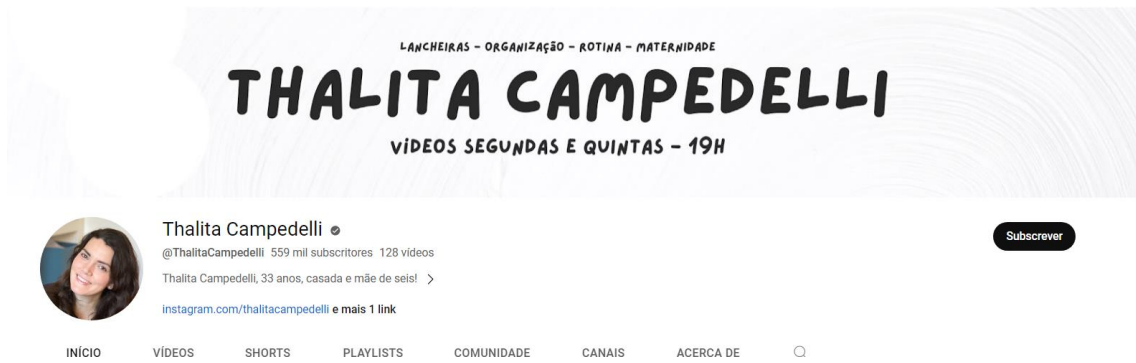 LANCHEIRAS - ORGANIZAÇÃO - ROTINA - MATERNIDADE
THALITA CAMPEDELLI
VÍDEOS SEGUNDAS E QUINTAS - 19H
Thalita Campedelli
@ThalitaCampedelli 559 mil subscritores 128 vídeos
Subscrever
Thalita Campedelli, 33 anos, casada e mãe de seis!
instagram.com/thalitacampedelli e mais 1 link
INÍCIO VÍDEOS SHORTS PLAYLISTS COMUNIDADE CANAIS ACERCA DE